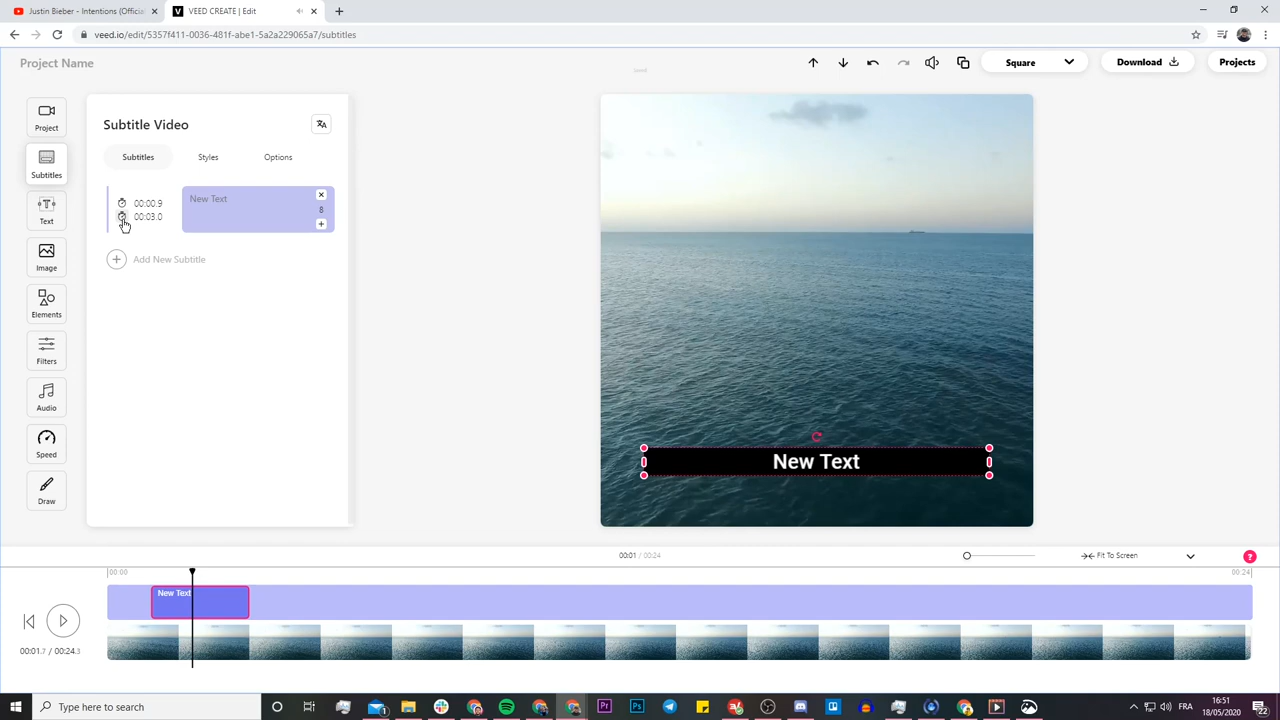 Justin Bieber - Intentions (Official
VEED CREATE | Edit
veed.io/edit/5357f411-0036-481f-abe1-5a2a229065a7/subtitles
Project Name
Square
Download
Projects
Project
Subtitles
Text
Image
Elements
Filters
Audio
Speed
Draw
Subtitle Video
Subtitles
Styles
Options
00:00.9
00:03.0
New Text
8
Add New Subtitle
New Text
00:01 / 00:24
Fit To Screen
?
00:00
00:24
New Text
00:01.7 / 00:24.3
Type here to search
FRA
16:51
18/05/2020
2